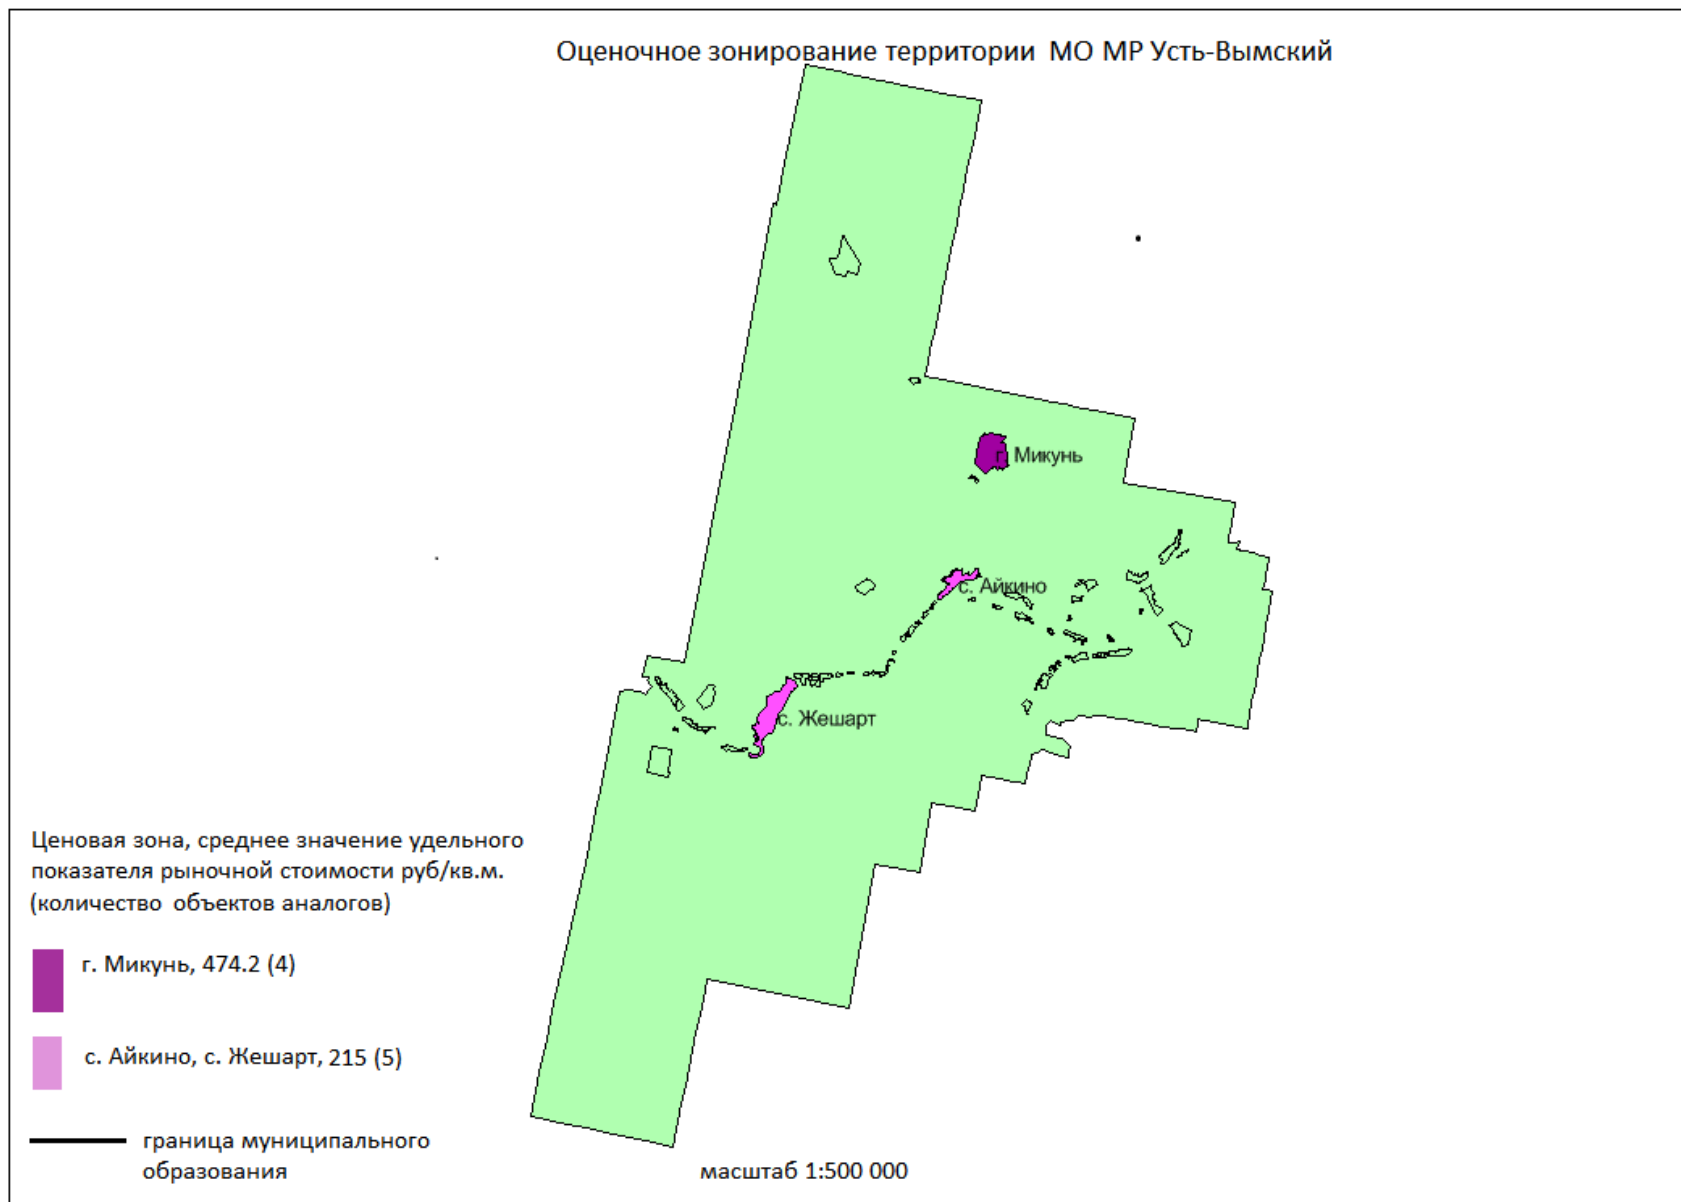 Оценочное зонирование территории МО МР Усть-Вымский
г. Микунь
с. Айкино
с. Жешарт
Ценовая зона, среднее значение удельного
показателя рыночной стоимости руб/кв.м.
(количество объектов аналогов)
г. Микунь, 474.2 (4)
с. Айкино, с. Жешарт, 215 (5)
граница муниципального
образования
масштаб 1:500 000